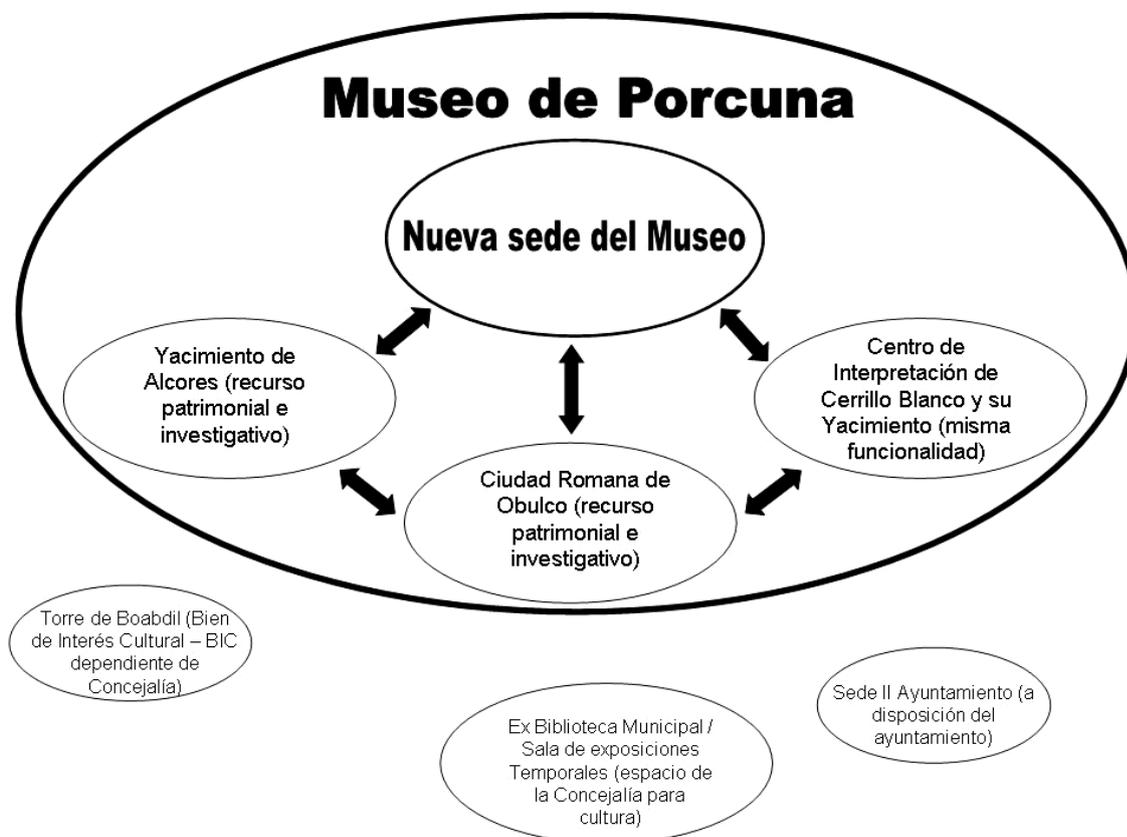 Museo de Porcuna
Nueva sede del Museo
Yacimiento de
Alcores (recurso
patrimonial e
investigativo)
Centro de
Interpretación de
Cerrillo Blanco y su
Yacimiento (misma
funcionalidad)
Ciudad Romana de
Obulco (recurso
patrimonial e
investigativo)
Torre de Boabdil (Bien
de Interés Cultural – BIC
dependiente de
Concejalía)
Ex Biblioteca Municipal /
Sala de exposiciones
Temporales (espacio de
la Concejalía para
cultura)
Sede II Ayuntamiento (a
disposición del
ayuntamiento)